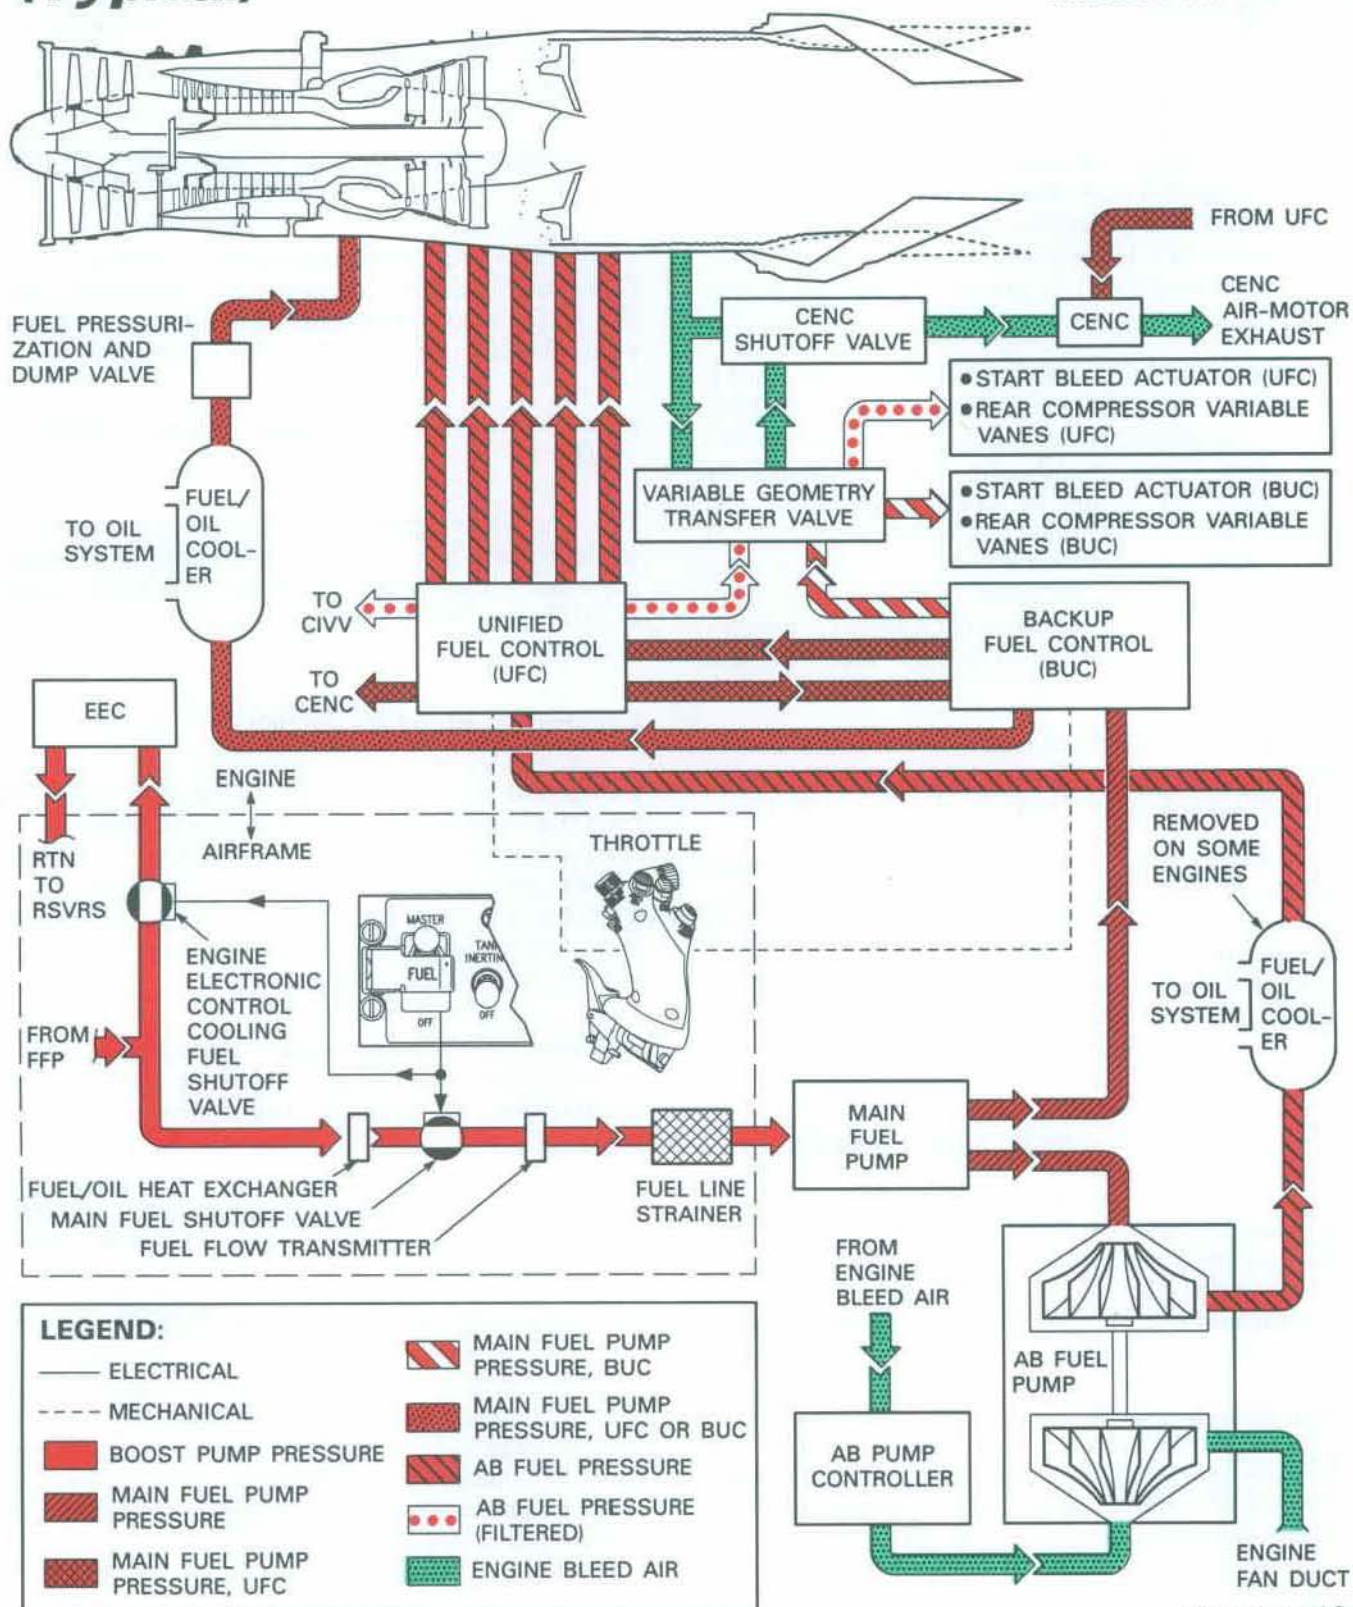 (Typical)
FROM UFC
CENC
AIR-MOTOR
EXHAUST
CENC
SHUTOFF VALVE
CENC
FUEL PRESSURI-
ZATION AND
DUMP VALVE
• START BLEED ACTUATOR (UFC)
• REAR COMPRESSOR VARIABLE
VANES (UFC)
VARIABLE GEOMETRY
TRANSFER VALVE
• START BLEED ACTUATOR (BUC)
• REAR COMPRESSOR VARIABLE
VANES (BUC)
TO OIL
SYSTEM
FUEL/
OIL
COOL-
ER
TO
CIVV
UNIFIED
FUEL CONTROL
(UFC)
BACKUP
FUEL CONTROL
(BUC)
TO
CENC
EEC
ENGINE
AIRFRAME
RTN
TO
RSVRS
THROTTLE
REMOVED
ON SOME
ENGINES
ENGINE
ELECTRONIC
CONTROL
COOLING
FUEL
SHUTOFF
VALVE
MASTER
FUEL
OFF
TANK
INERTING
OFF
TO OIL
SYSTEM
FUEL/
OIL
COOL-
ER
FROM
FFP
MAIN
FUEL
PUMP
FUEL/OIL HEAT EXCHANGER
MAIN FUEL SHUTOFF VALVE
FUEL FLOW TRANSMITTER
FUEL LINE
STRAINER
FROM
ENGINE
BLEED AIR
AB FUEL
PUMP
AB PUMP
CONTROLLER
ENGINE
FAN DUCT
LEGEND:
ELECTRICAL
MECHANICAL
BOOST PUMP PRESSURE
MAIN FUEL PUMP
PRESSURE
MAIN FUEL PUMP
PRESSURE, UFC
MAIN FUEL PUMP
PRESSURE, BUC
MAIN FUEL PUMP
PRESSURE, UFC OR BUC
AB FUEL PRESSURE
AB FUEL PRESSURE
(FILTERED)
ENGINE BLEED AIR